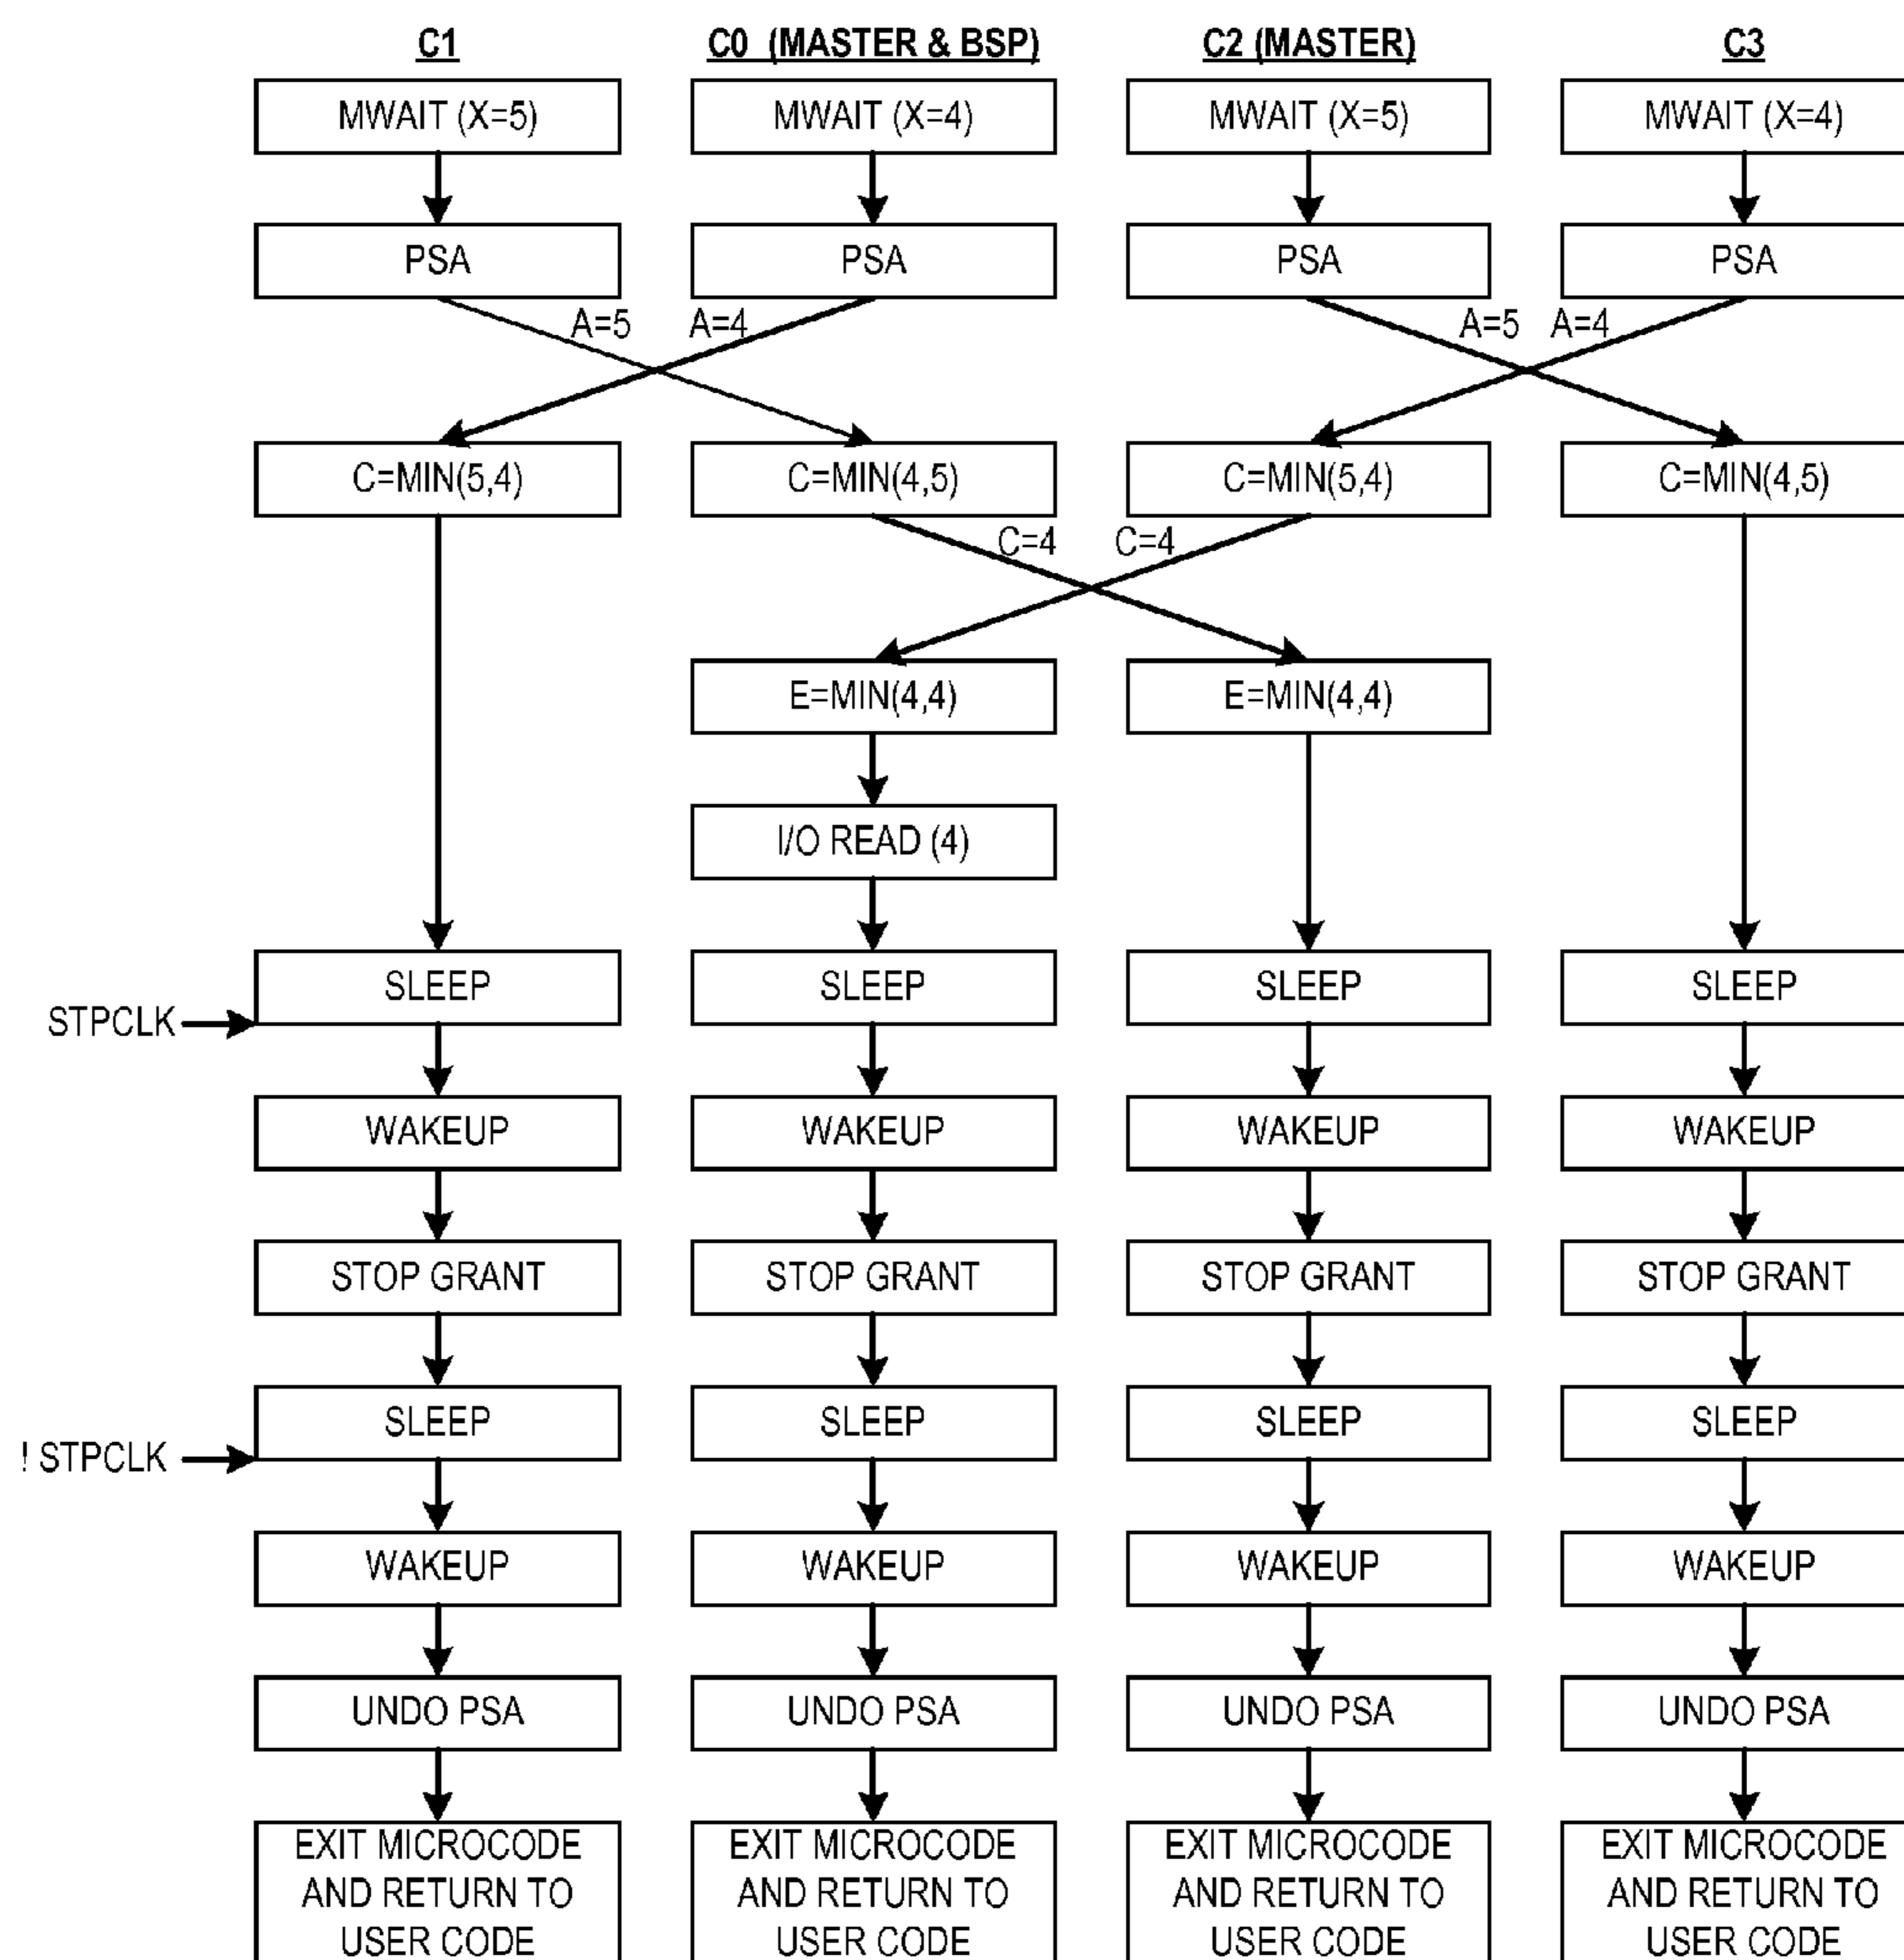 C1
C0 (MASTER & BSP)
C2 (MASTER)
C3
MWAIT (X=5)
MWAIT (X=4)
MWAIT (X=5)
MWAIT (X=4)
PSA
PSA
PSA
PSA
A=5
A=4
A=5
A=4
C=MIN(5,4)
C=MIN(4,5)
C=MIN(5,4)
C=MIN(4,5)
C=4
C=4
E=MIN(4,4)
E=MIN(4,4)
I/O READ (4)
SLEEP
SLEEP
SLEEP
SLEEP
STPCLK
WAKEUP
WAKEUP
WAKEUP
WAKEUP
STOP GRANT
STOP GRANT
STOP GRANT
STOP GRANT
SLEEP
SLEEP
SLEEP
SLEEP
! STPCLK
WAKEUP
WAKEUP
WAKEUP
WAKEUP
UNDO PSA
UNDO PSA
UNDO PSA
UNDO PSA
EXIT MICROCODE
AND RETURN TO
USER CODE
EXIT MICROCODE
AND RETURN TO
USER CODE
EXIT MICROCODE
AND RETURN TO
USER CODE
EXIT MICROCODE
AND RETURN TO
USER CODE